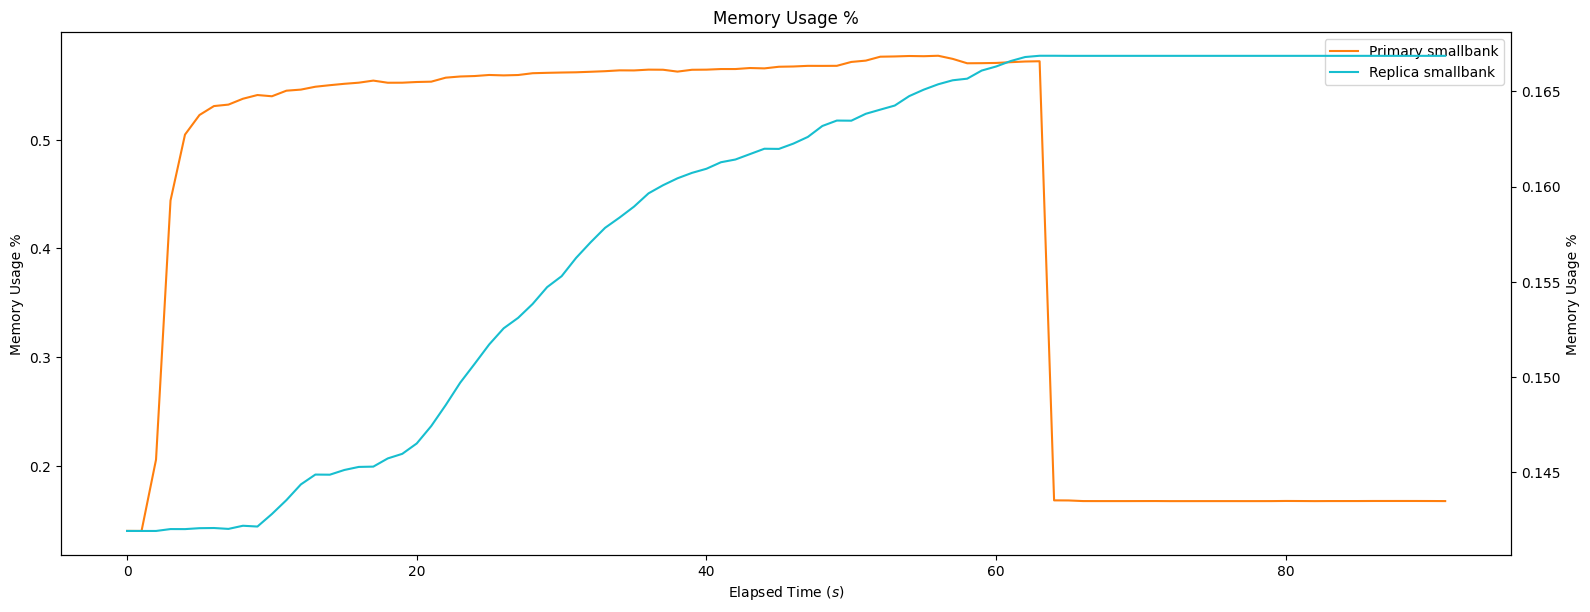 Memory Usage %
Primary smallbank
Replica smallbank
Memory Usage %
0.5
0.4
0.3
0.2
0.165
0.160
0.155
0.150
0.145
Memory Usage %
0
20
40
60
80
Elapsed Time (s)